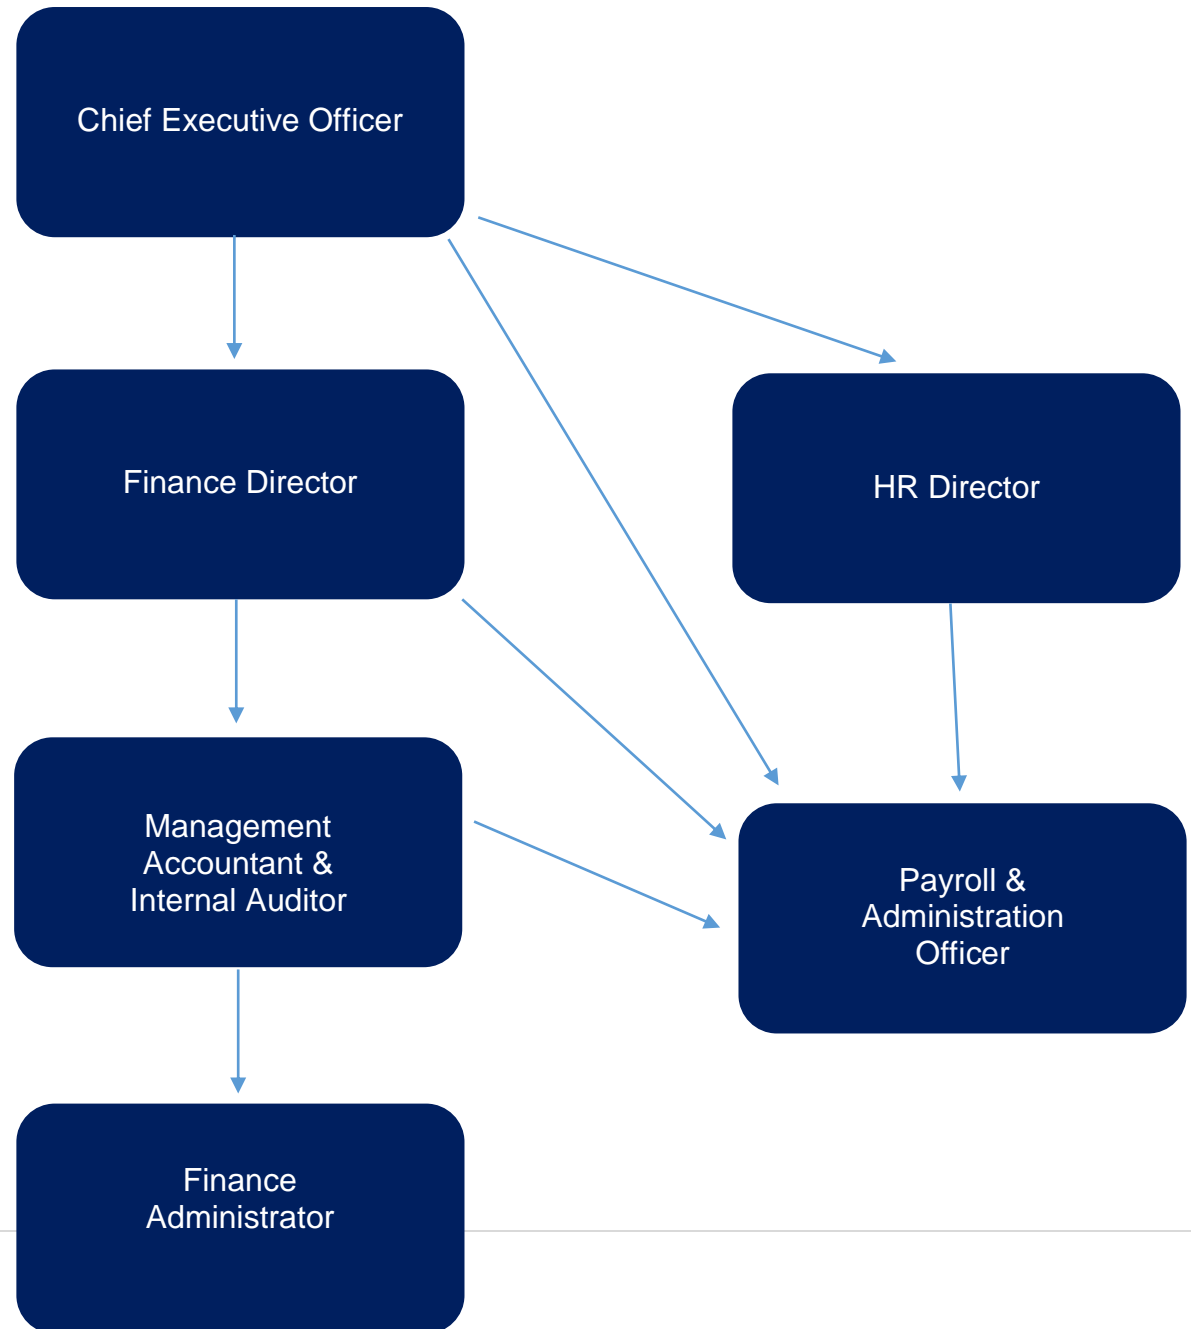 Chief Executive Officer
Finance Director
HR Director
Management
Accountant &
Internal Auditor
Payroll &
Administration
Officer
Finance
Administrator